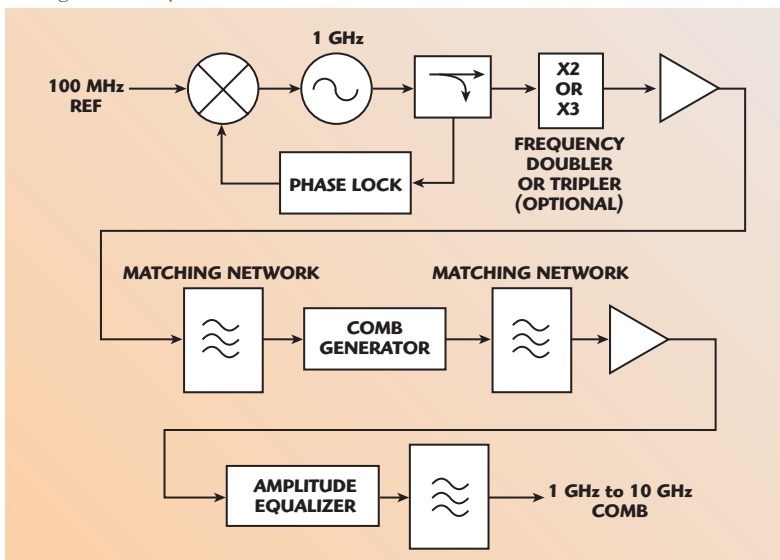 1 GHz
100 MHz
REF
X2
OR
X3
PHASE LOCK
FREQUENCY
DOUBLER
OR TRIPLER
(OPTIONAL)
MATCHING NETWORK
MATCHING NETWORK
COMB
GENERATOR
AMPLITUDE
EQUALIZER
1 GHz to 10 GHz
COMB